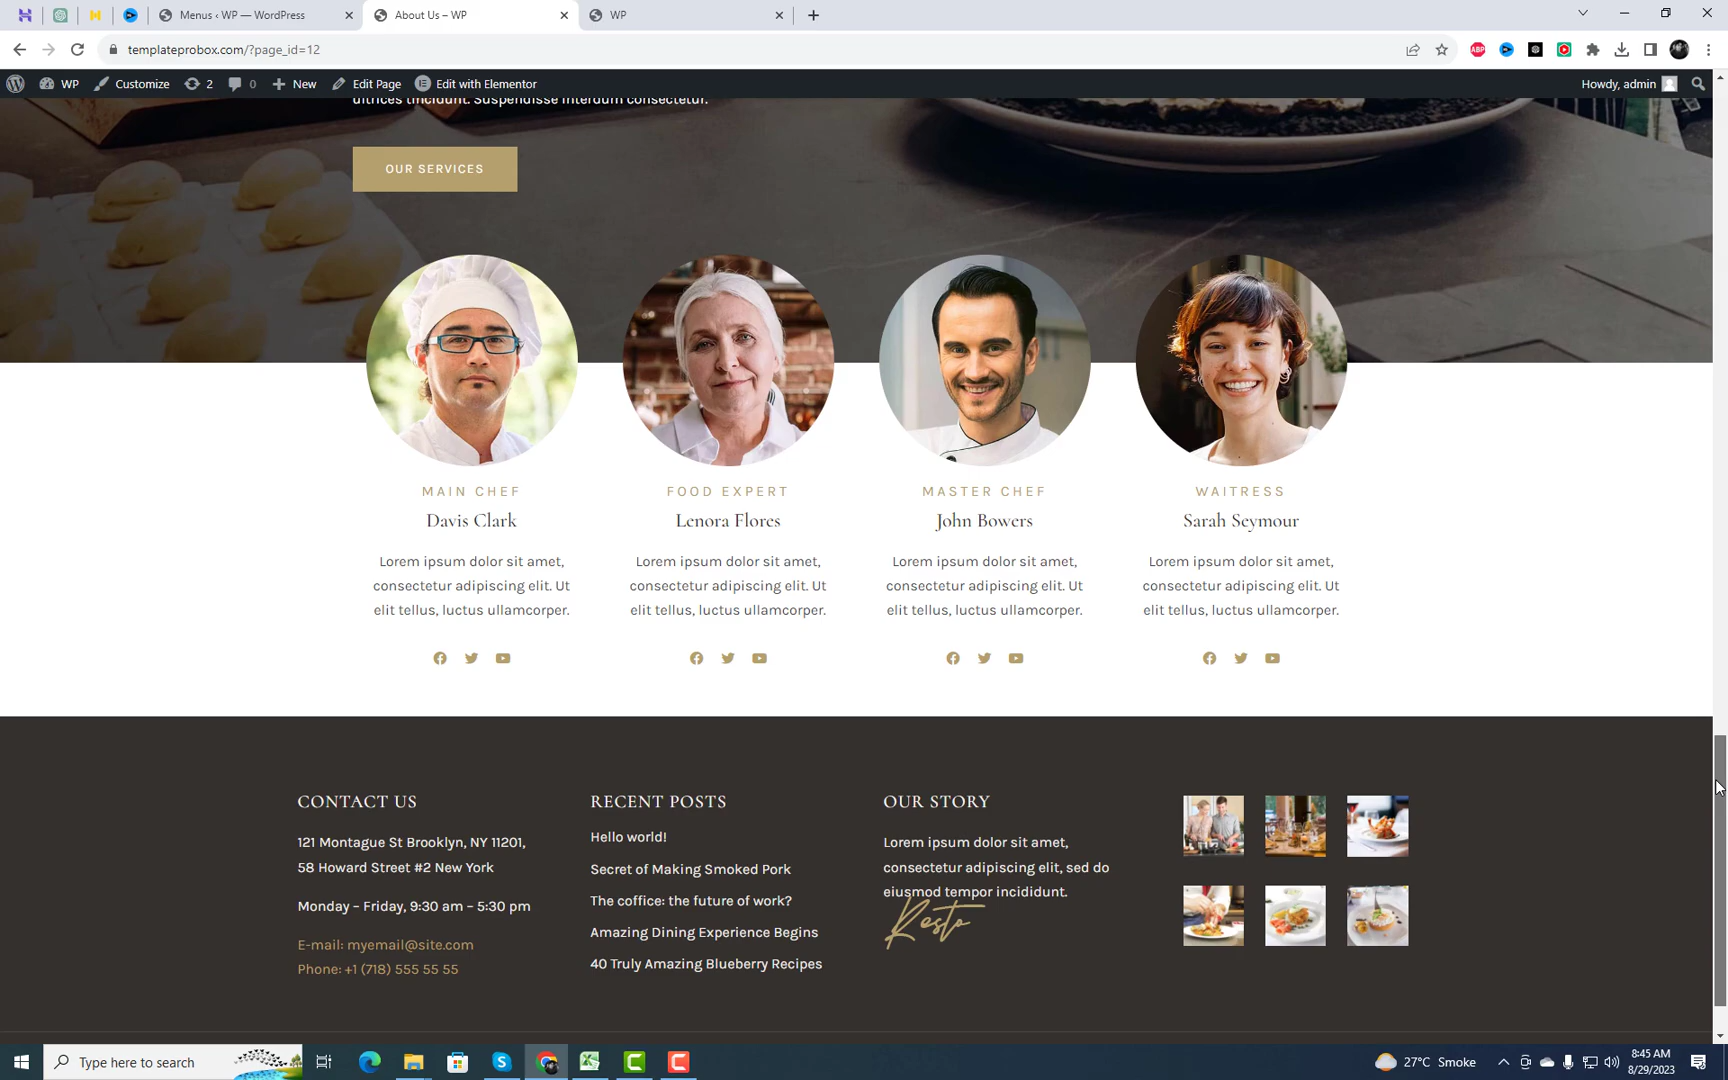 Menus ‹ WP — WordPress
About Us – WP
WP
templateprobox.com/?page_id=12
ABP
WP
Customize
2
0
New
Edit Page
Edit with Elementor
Howdy, admin
ultrices tincidunt. Suspendisse interdum consectetur.
OUR SERVICES
MAIN CHEF
Davis Clark
Lorem ipsum dolor sit amet,
consectetur adipiscing elit. Ut
elit tellus, luctus ullamcorper.
FOOD EXPERT
Lenora Flores
Lorem ipsum dolor sit amet,
consectetur adipiscing elit. Ut
elit tellus, luctus ullamcorper.
MASTER CHEF
John Bowers
Lorem ipsum dolor sit amet,
consectetur adipiscing elit. Ut
elit tellus, luctus ullamcorper.
WAITRESS
Sarah Seymour
Lorem ipsum dolor sit amet,
consectetur adipiscing elit. Ut
elit tellus, luctus ullamcorper.
CONTACT US
121 Montague St Brooklyn, NY 11201,
58 Howard Street #2 New York
Monday – Friday, 9:30 am – 5:30 pm
E-mail: myemail@site.com
Phone: +1 (718) 555 55 55
RECENT POSTS
Hello world!
Secret of Making Smoked Pork
The coffice: the future of work?
Amazing Dining Experience Begins
40 Truly Amazing Blueberry Recipes
OUR STORY
Lorem ipsum dolor sit amet,
consectetur adipiscing elit, sed do
eiusmod tempor incididunt.
Resto
Type here to search
27°C Smoke
8:45 AM
8/29/2023